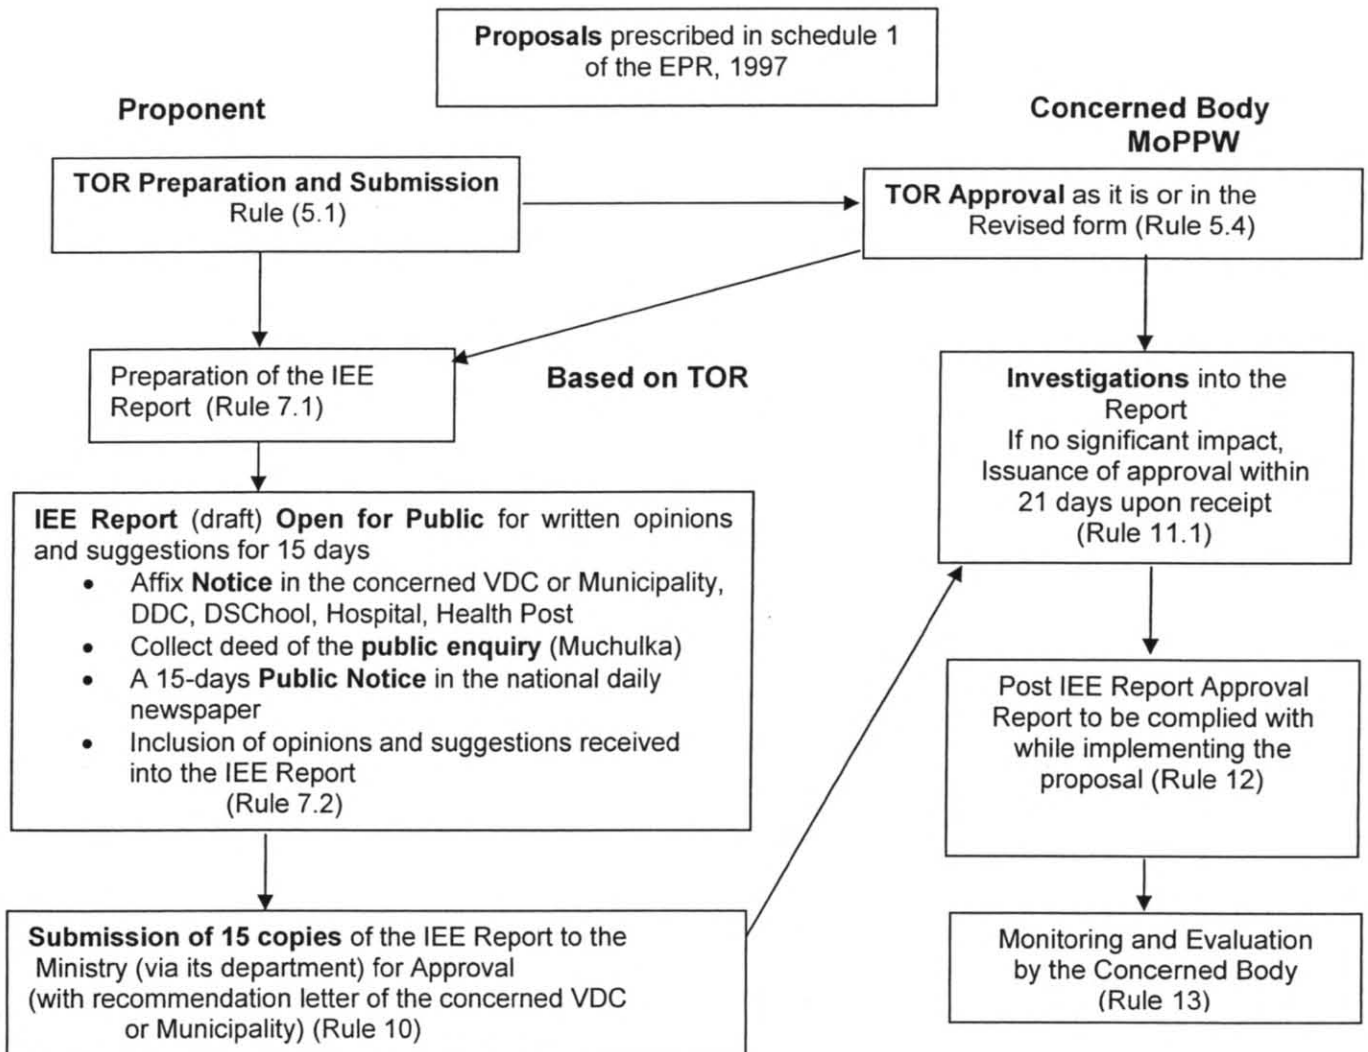 Proposals prescribed in schedule 1
of the EPR, 1997
Proponent
Concerned Body
MoPPW
TOR Preparation and Submission
Rule (5.1)
TOR Approval as it is or in the
Revised form (Rule 5.4)
Preparation of the IEE
Report (Rule 7.1)
Based on TOR
Investigations into the
Report
If no significant impact,
Issuance of approval within
21 days upon receipt
(Rule 11.1)
IEE Report (draft) Open for Public for written opinions
and suggestions for 15 days
• Affix Notice in the concerned VDC or Municipality,
DDC, DSChool, Hospital, Health Post
• Collect deed of the public enquiry (Muchulka)
• A 15-days Public Notice in the national daily
newspaper
• Inclusion of opinions and suggestions received
into the IEE Report
(Rule 7.2)
Post IEE Report Approval
Report to be complied with
while implementing the
proposal (Rule 12)
Submission of 15 copies of the IEE Report to the
Ministry (via its department) for Approval
(with recommendation letter of the concerned VDC
or Municipality) (Rule 10)
Monitoring and Evaluation
by the Concerned Body
(Rule 13)